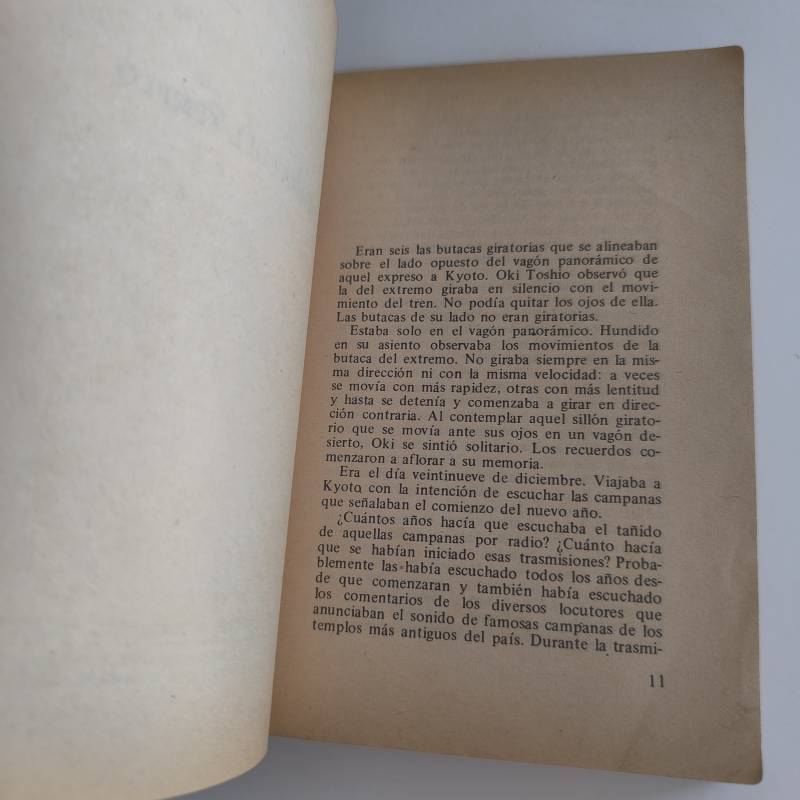 Eran seis las butacas giratorias que se alineaban
sobre el lado opuesto del vagón panorámico de
aquel expreso a Kyoto. Oki Toshio observó que
la del extremo giraba en silencio con el movi-
miento del tren. No podía quitar los ojos de ella.
Las butacas de su lado no eran giratorias.
Estaba solo en el vagón panorámico. Hundido
en su asiento observaba los movimientos de la
butaca del extremo. No giraba siempre en la mis-
ma dirección ni con la misma velocidad: a veces
se movía con más rapidez, otras con más lentitud
y hasta se detenía y comenzaba a girar en direc-
ción contraria. Al contemplar aquel sillón girato-
rio que se movía ante sus ojos en un vagón de-
sierto, Oki se sintió solitario. Los recuerdos co-
menzaron a aflorar a su memoria.
Era el día veintinueve de diciembre. Viajaba a
Kyoto con la intención de escuchar las campanas
que señalaban el comienzo del nuevo año.
¿Cuántos años hacía que escuchaba el tañido
de aquellas campanas por radio? ¿Cuánto hacía
que se habían iniciado esas trasmisiones? Proba-
blemente las había escuchado todos los años des-
de que comenzaran y también había escuchado
los comentarios de los diversos locutores que
anunciaban el sonido de famosas campanas de los
templos más antiguos del país. Durante la trasmi-
11